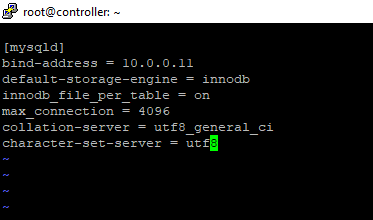 root@controller: ~
[mysqld]
bind-address = 10.0.0.11
default-storage-engine = innodb
innodb_file_per_table = on
max_connection = 4096
collation-server = utf8_general_ci
character-set-server = utf8
~
~
~
~